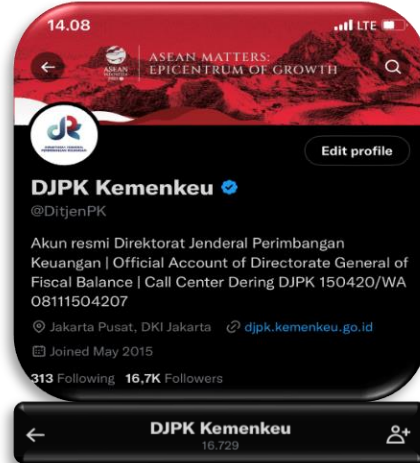 14.08
LTE
ASEAN MATTERS:
EPICENTRUM OF GROWTH
Edit profile
DJPK Kemenkeu
@DitjenPK
Akun resmi Direktorat Jenderal Perimbangan
Keuangan | Official Account of Directorate General of
Fiscal Balance | Call Center Dering DJPK 150420/WA
08111504207
Jakarta Pusat, DKI Jakarta djpk.kemenkeu.go.id
Joined May 2015
313 Following 16,7K Followers
DJPK Kemenkeu
16.729